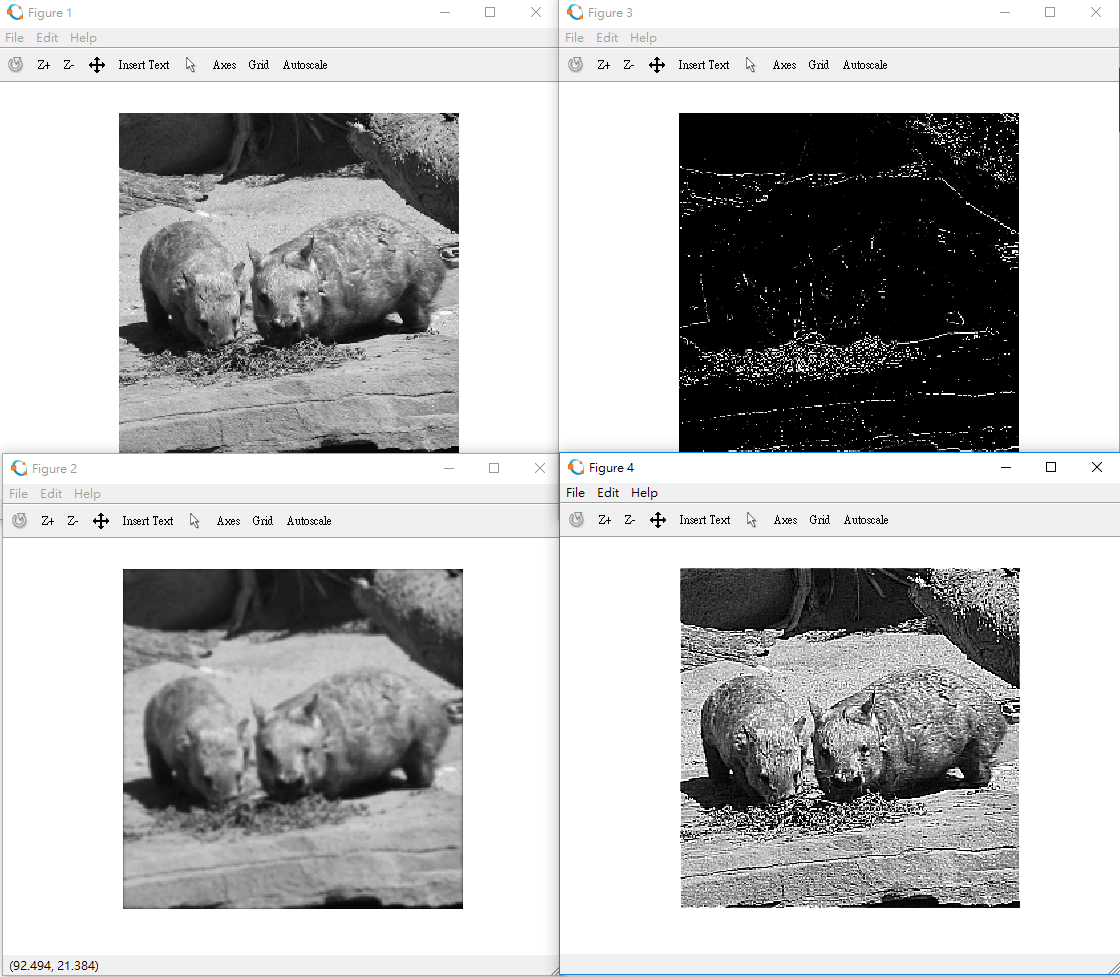 Figure 1
File Edit Help
Z+ Z- Insert Text Axes Grid Autoscale
Figure 3
File Edit Help
Z+ Z- Insert Text Axes Grid Autoscale
Figure 2
File Edit Help
Z+ Z- Insert Text Axes Grid Autoscale
(92.494, 21.384)
Figure 4
File Edit Help
Z+ Z- Insert Text Axes Grid Autoscale